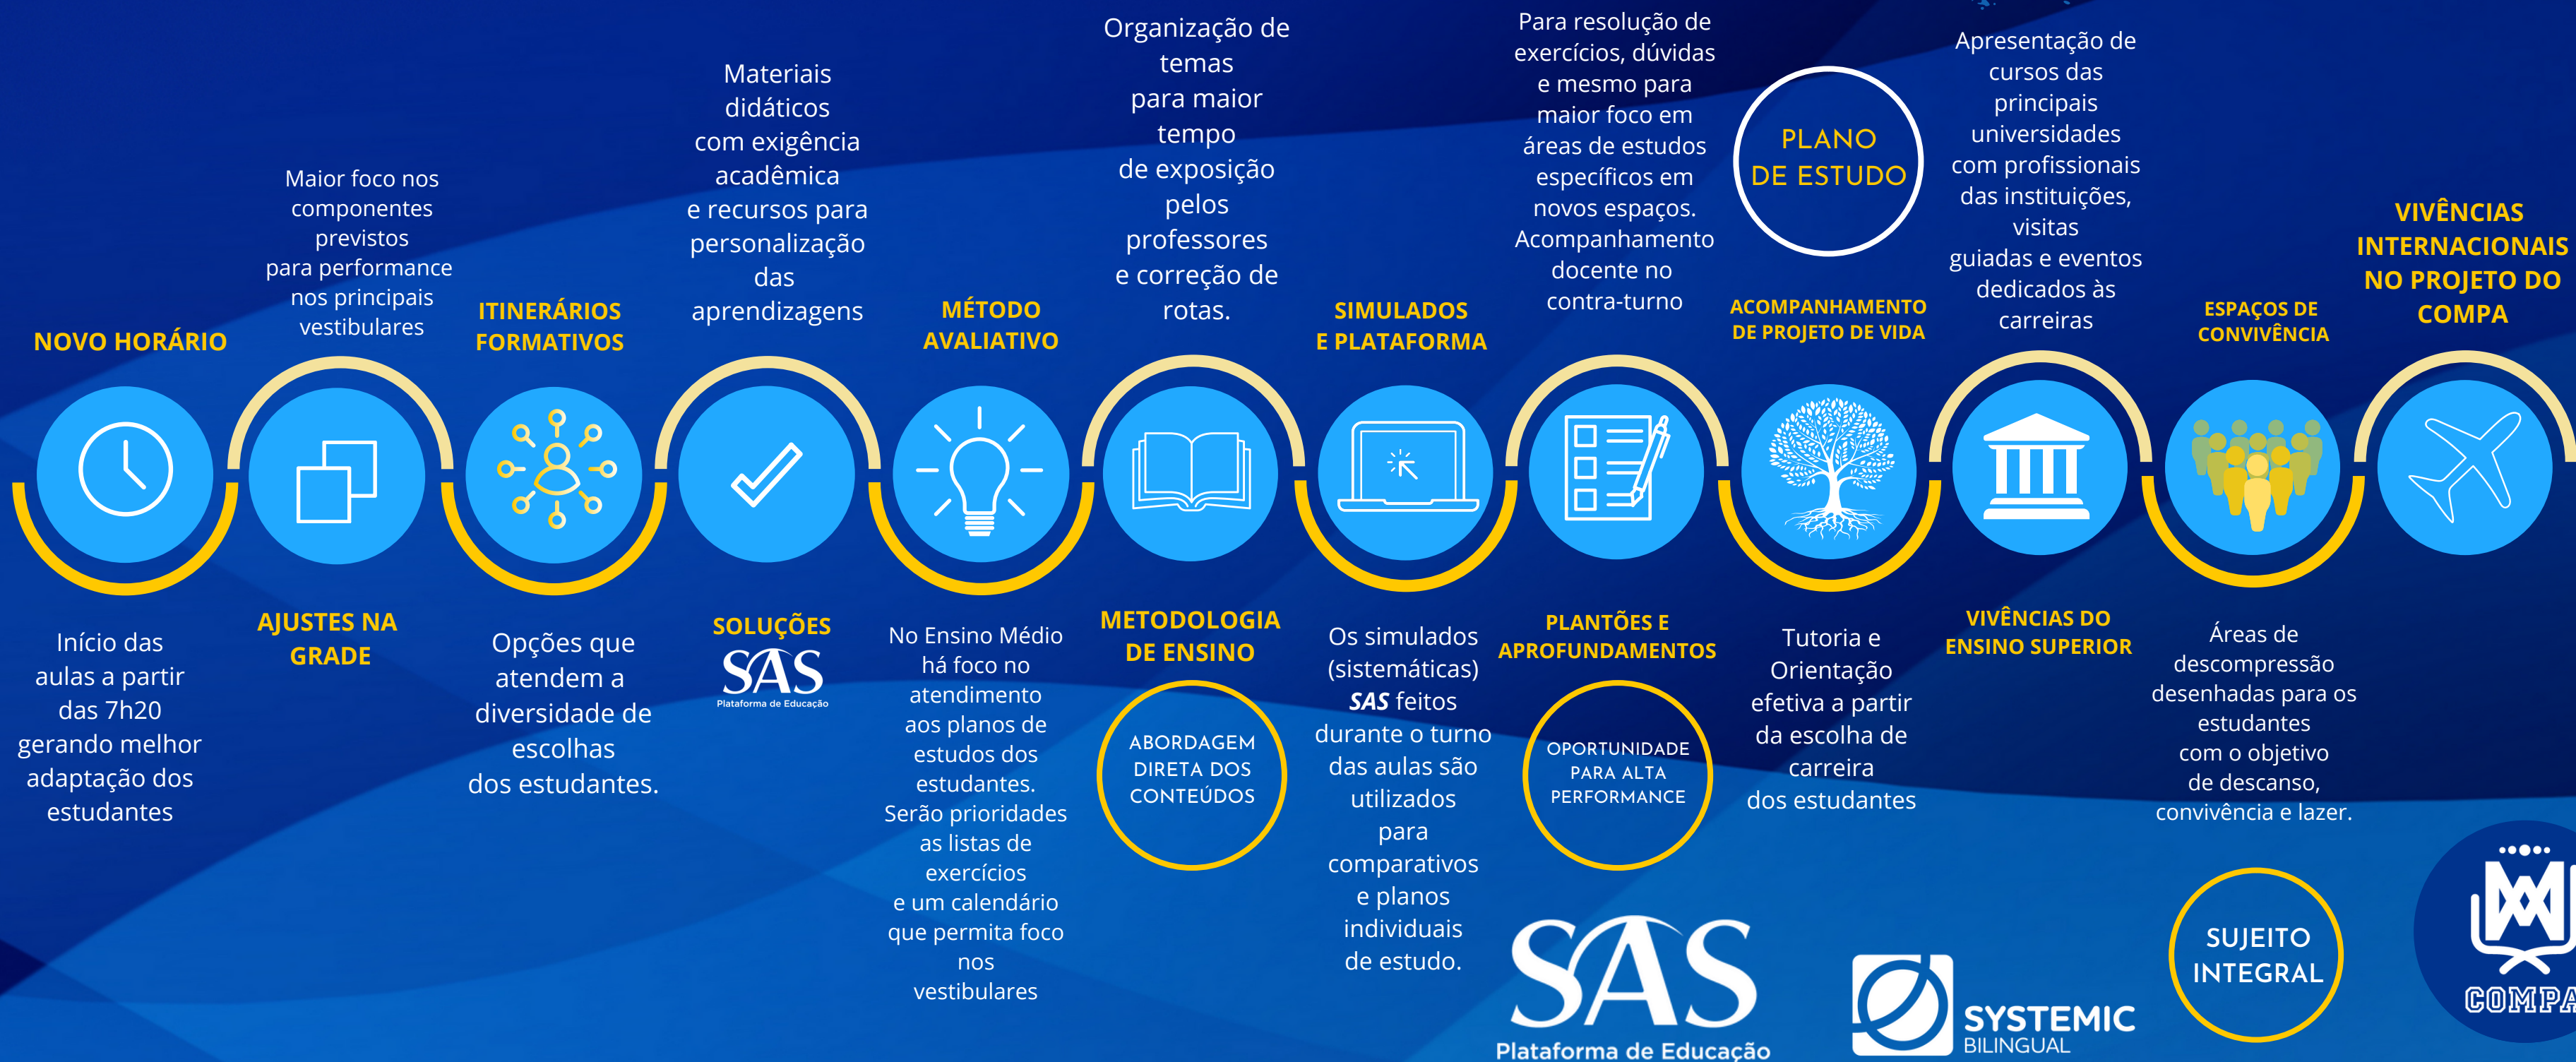 NOVO HORÁRIO
Início das
aulas a partir
das 7h20
gerando melhor
adaptação dos
estudantes
Maior foco nos
componentes
previstos
para performance
nos principais
vestibulares
AJUSTES NA
GRADE
ITINERÁRIOS
FORMATIVOS
Opções que
atendem a
diversidade de
escolhas
dos estudantes.
Materiais
didáticos
com exigência
acadêmica
e recursos para
personalização
das
aprendizagens
SOLUÇÕES
SAS
Plataforma de Educação
MÉTODO
AVALIATIVO
No Ensino Médio
há foco no
atendimento
aos planos de
estudos dos
estudantes.
Serão prioridades
as listas de
exercícios
e um calendário
que permita foco
nos
vestibulares
Organização de
temas
para maior
tempo
de exposição
pelos
professores
e correção de
rotas.
METODOLOGIA
DE ENSINO
ABORDAGEM
DIRETA DOS
CONTEÚDOS
SIMULADOS
E PLATAFORMA
Os simulados
(sistemáticas)
SAS feitos
durante o turno
das aulas são
utilizados
para
comparativos
e planos
individuais
de estudo.
Para resolução de
exercícios, dúvidas
e mesmo para
maior foco em
áreas de estudos
específicos em
novos espaços.
Acompanhamento
docente no
contra-turno
PLANTÕES E
APROFUNDAMENTOS
OPORTUNIDADE
PARA ALTA
PERFORMANCE
PLANO
DE ESTUDO
ACOMPANHAMENTO
DE PROJETO DE VIDA
Tutoria e
Orientação
efetiva a partir
da escolha de
carreira
dos estudantes
Apresentação de
cursos das
principais
universidades
com profissionais
das instituições,
visitas
guiadas e eventos
dedicados às
carreiras
VIVÊNCIAS DO
ENSINO SUPERIOR
ESPAÇOS DE
CONVIVÊNCIA
Áreas de
descompressão
desenhadas para os
estudantes
com o objetivo
de descanso,
convivência e lazer.
SUJEITO
INTEGRAL
VIVÊNCIAS
INTERNACIONAIS
NO PROJETO DO
COMPA
SAS
Plataforma de Educação
SYSTEMIC
BILINGUAL
COMPA